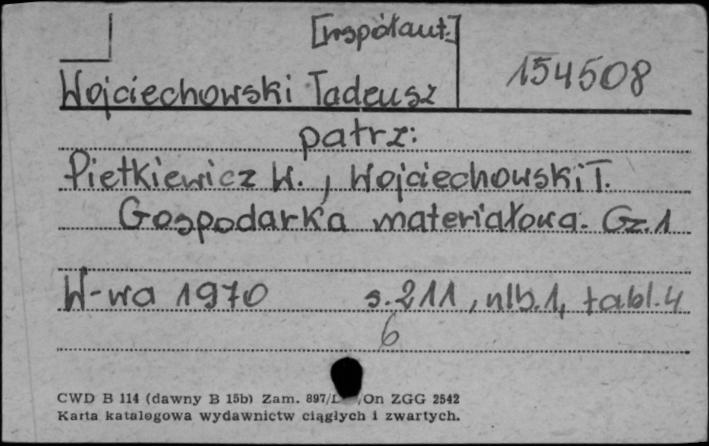 [współaut.]
154508
Wojciechowski Tadeusz
patrz:
Pietkiewicz W., Wojciechowski T.
Gospodarka materiałowa. Cz. 1
W-wa 1970 s. 211, nlb. 1, tabl. 4
6
CWD B 114 (dawny B 15b) Zam. 897/ /On ZGG 2542
Karta katalogowa wydawnictw ciągłych i zwartych.